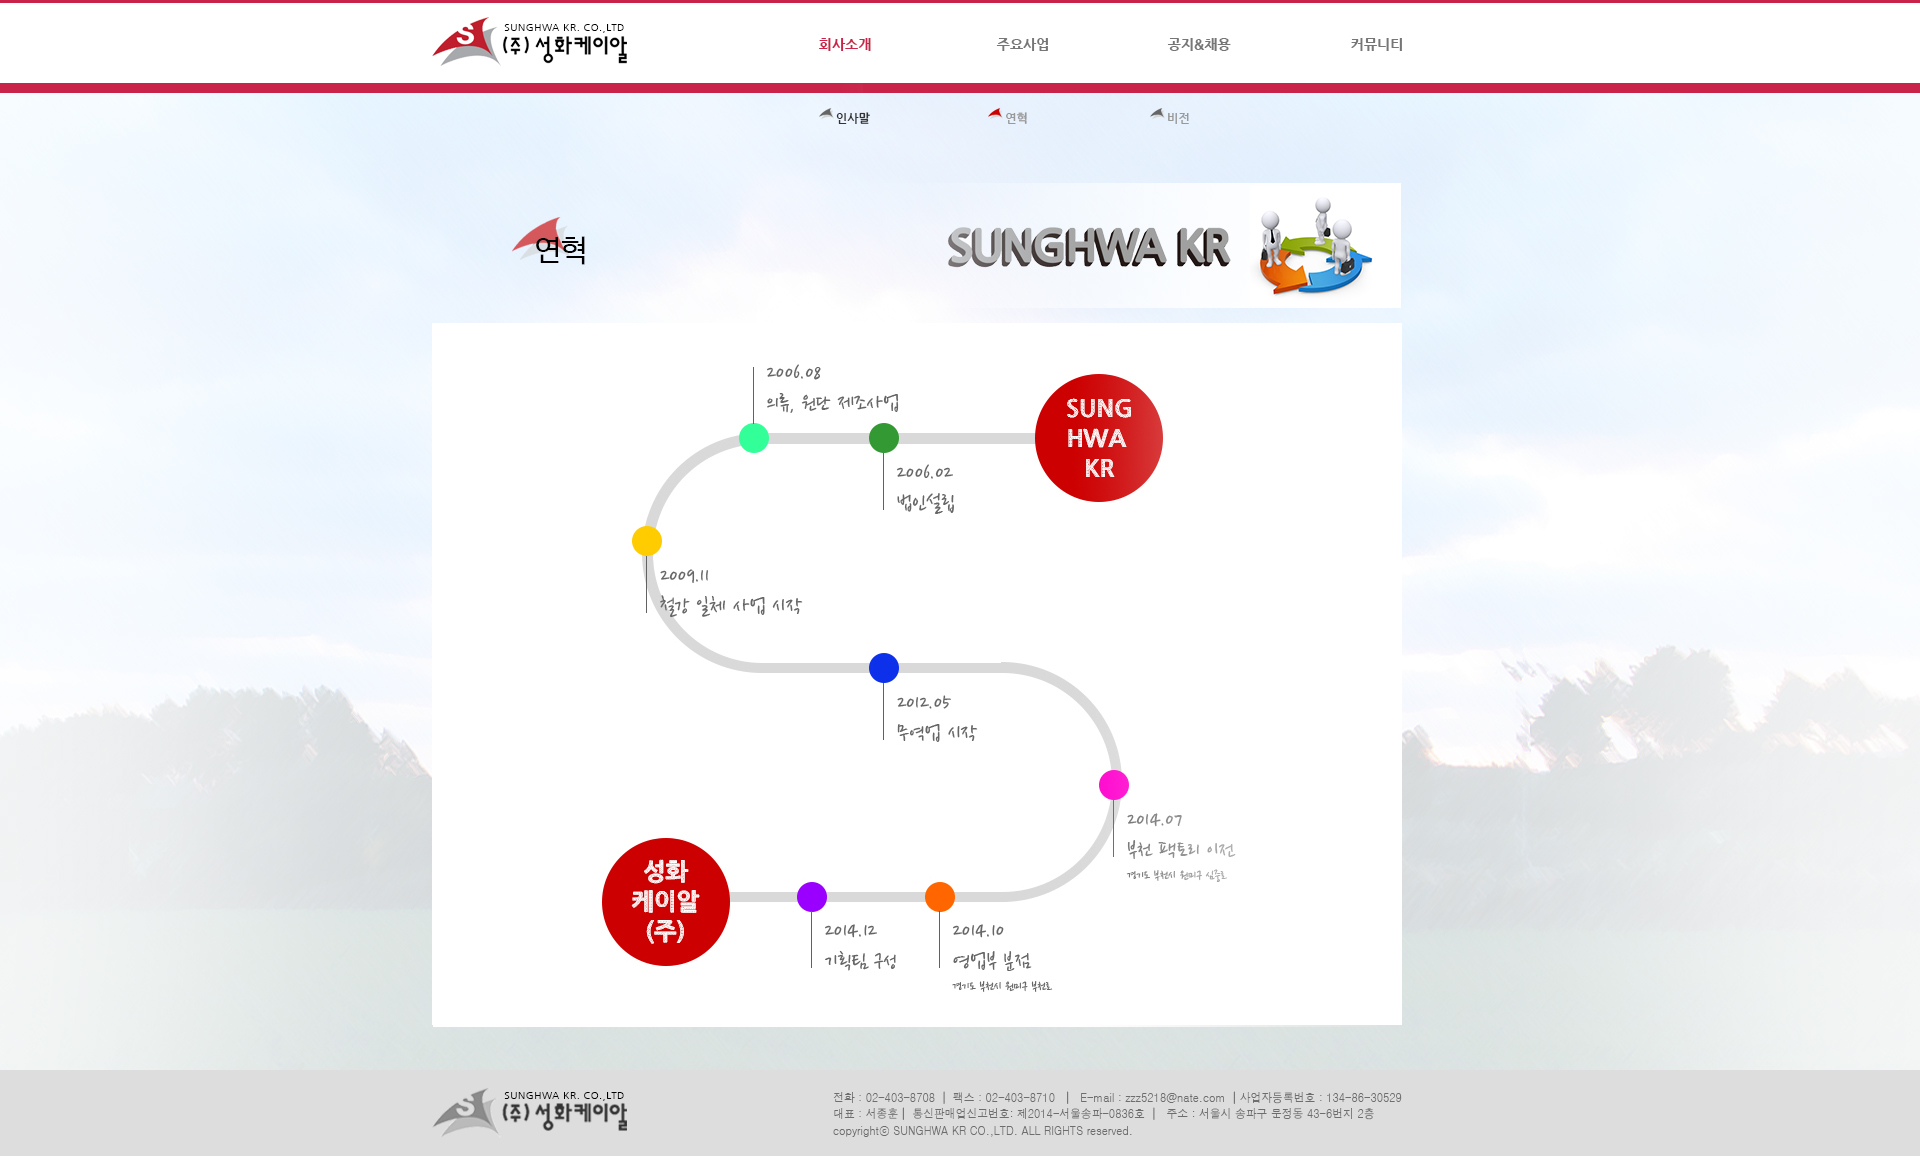 SUNGHWA KR. CO.,LTD
(주) 성화케이알
회사소개 주요사업 공지&채용 커뮤니티
인사말 연혁 비전
연혁
SUNGHWA KR
2006.08
의류, 원단 제조사업
SUNG
HWA
KR
2006.02
법인설립
2009.11
철강 일체 사업 시작
2012.05
무역업 시작
2014.07
부천 팩토리 이전
경기도 부천시 원미구 심중로
성화
케이알
(주)
2014.12
기획팀 구성
2014.10
영업부 분점
경기도 부천시 원미구 부천로
SUNGHWA KR. CO.,LTD
(주) 성화케이알
전화 : 02-403-8708 | 팩스 : 02-403-8710 | E-mail : zzz5218@nate.com | 사업자등록번호 : 134-86-30529
대표 : 서종훈 | 통신판매업신고번호: 제2014-서울송파-0836호 | 주소 : 서울시 송파구 문정동 43-6번지 2층
copyrightⓒ SUNGHWA KR CO.,LTD. ALL RIGHTS reserved.